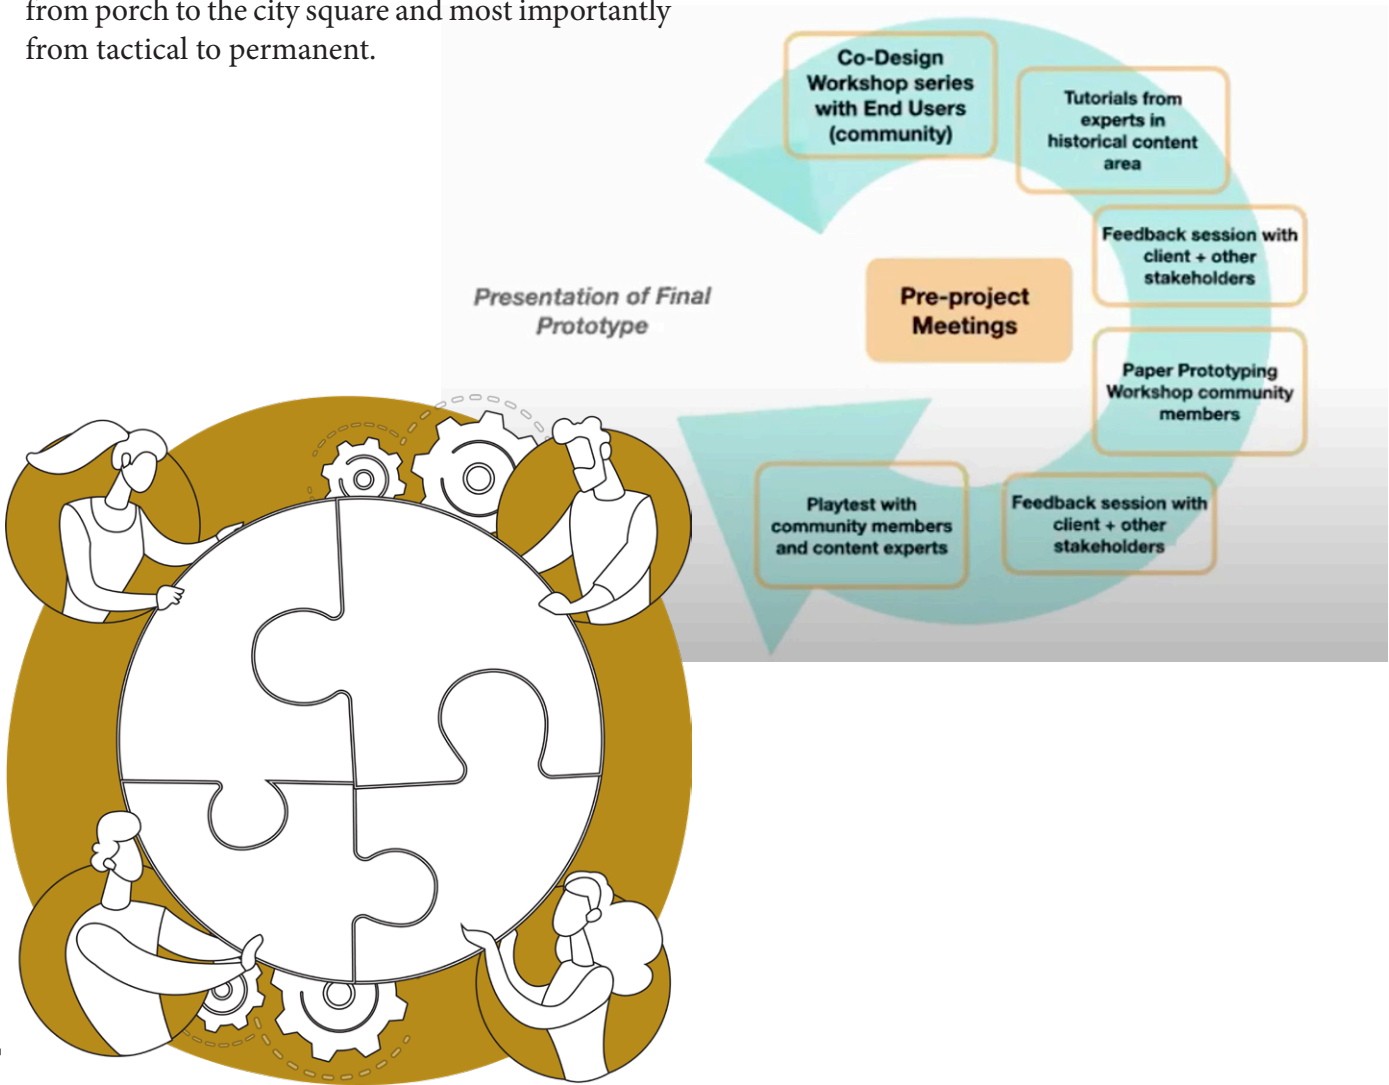 from porch to the city square and most importantly
from tactical to permanent.
Co-Design
Workshop series
with End Users
(community)
Tutorials from
experts in
historical content
area
Feedback session with
client + other
stakeholders
Presentation of Final
Prototype
Pre-project
Meetings
Paper Prototyping
Workshop community
members
Feedback session with
client + other
stakeholders
Playtest with
community members
and content experts